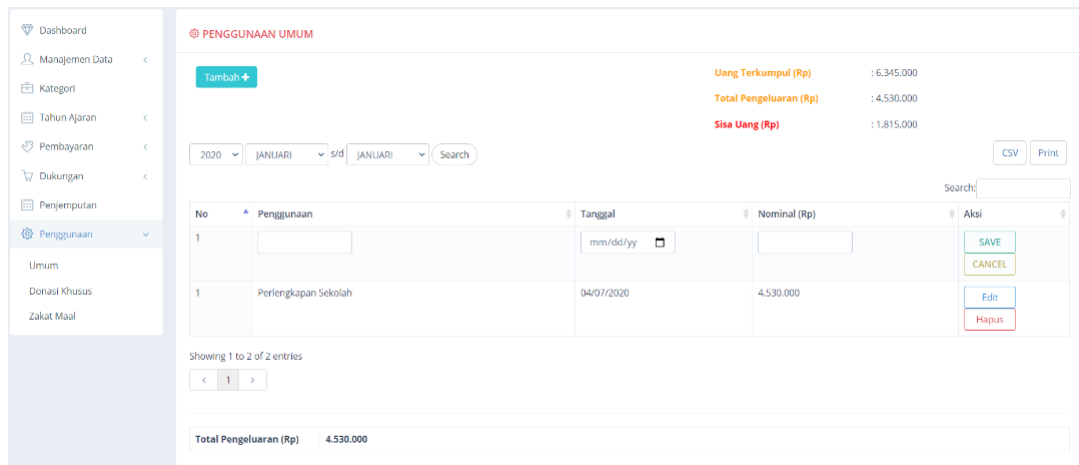 Dashboard
Manajemen Data
Kategori
Tahun Ajaran
Pembayaran
Dukungan
Penjemputan
Penggunaan
Umum
Donasi Khusus
Zakat Maal
PENGGUNAAN UMUM
Tambah +
Uang Terkumpul (Rp) : 6.345.000
Total Pengeluaran (Rp) : 4.530.000
Sisa Uang (Rp) : 1.815.000
2020 JANUARI s/d JANUARI Search
CSV Print
Search:
No Penggunaan Tanggal Nominal (Rp) Aksi
1 mm/dd/yy SAVE
CANCEL
1 Perlengkapan Sekolah 04/07/2020 4.530.000 Edit
Hapus
Showing 1 to 2 of 2 entries
< 1 >
Total Pengeluaran (Rp) 4.530.000